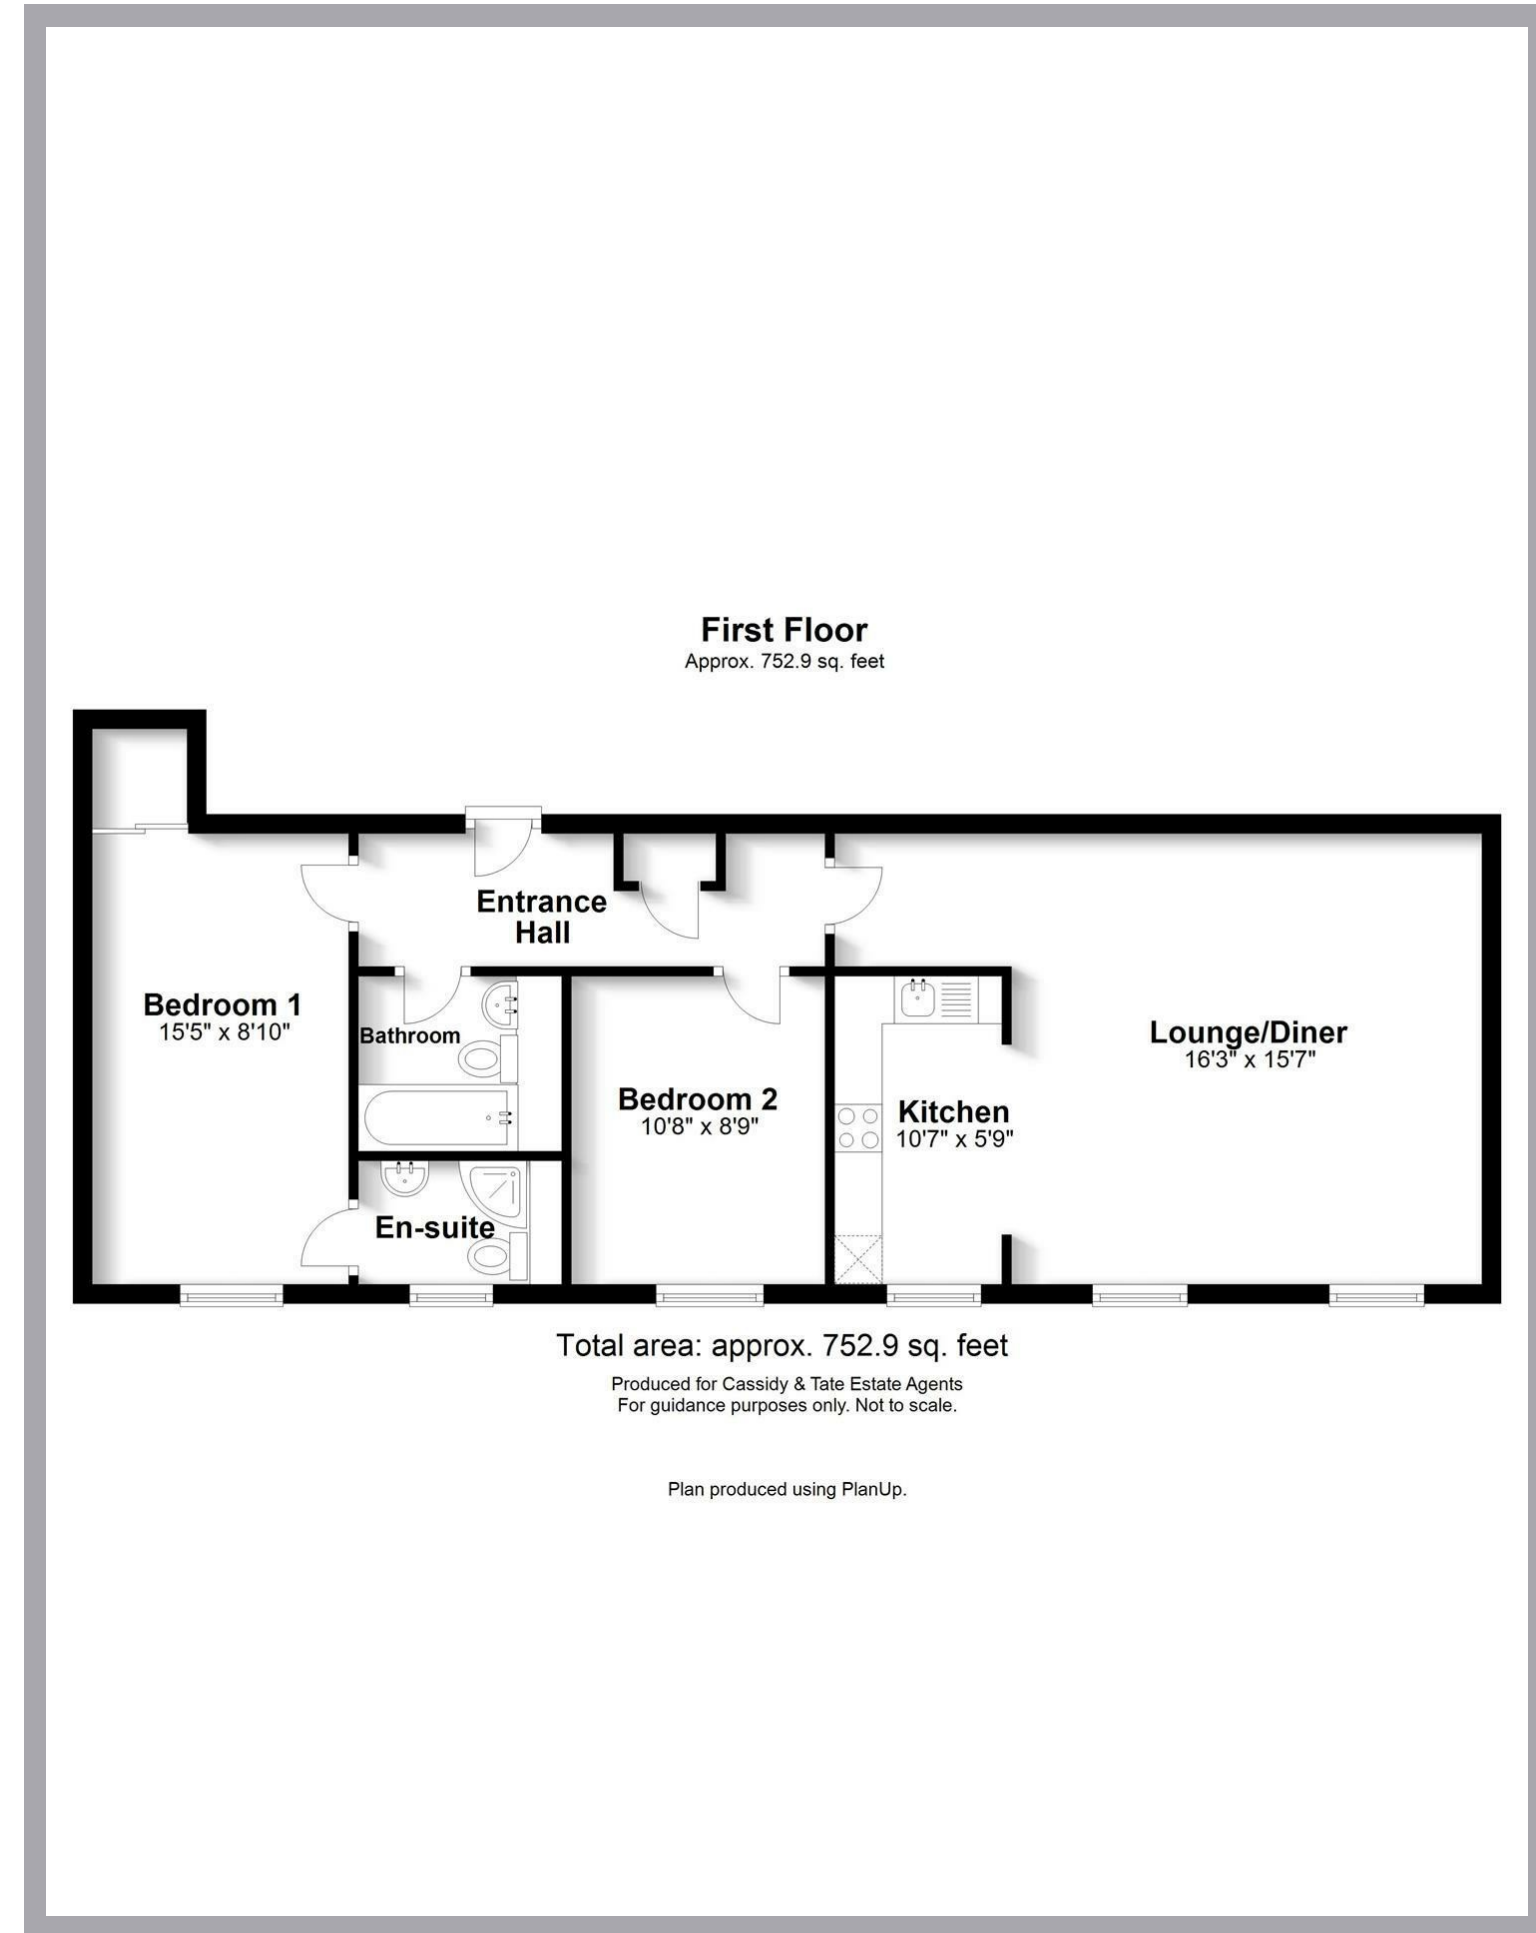 First Floor
Approx. 752.9 sq. feet
Entrance
Hall
Bedroom 1
15'5" x 8'10"
Bathroom
Lounge/Diner
16'3" x 15'7"
Bedroom 2
10'8" x 8'9"
Kitchen
10'7" x 5'9"
En-suite
Total area: approx. 752.9 sq. feet
Produced for Cassidy & Tate Estate Agents
For guidance purposes only. Not to scale.
Plan produced using PlanUp.